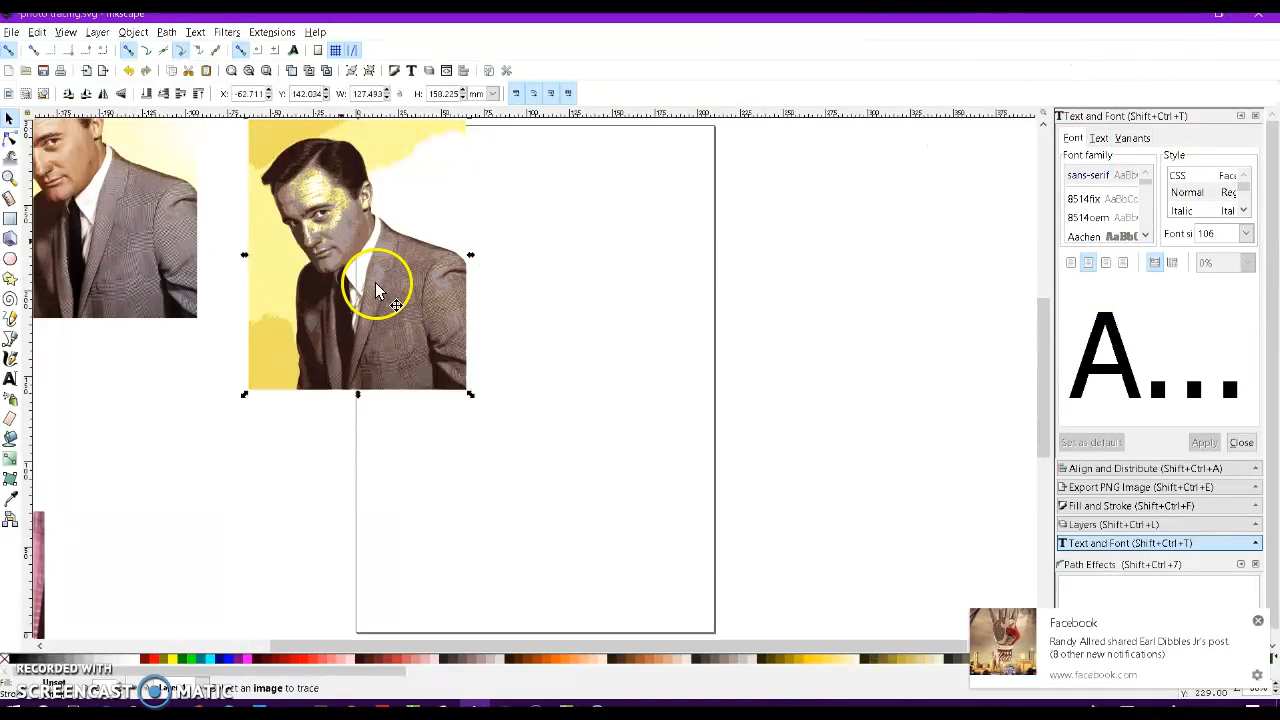 photo tracing.svg - Inkscape
File Edit View Layer Object Path Text Filters Extensions Help
X: -62.711 Y: 142.034 W: 127.493 H: 158.225 mm
Text and Font (Shift+Ctrl+T)
Font Text Variants
Font family Style
sans-serif AaBb CSS Face
8514fix AaBbC Normal Reg
8514oem AaBb Italic Ital
Aachen AaBb Font si 106
0%
A...
Set as default Apply Close
Align and Distribute (Shift+Ctrl+A)
Export PNG Image (Shift+Ctrl+E)
Fill and Stroke (Shift+Ctrl+F)
Layers (Shift+Ctrl+L)
Text and Font (Shift+Ctrl+T)
Path Effects (Shift+Ctrl+7)
Facebook
Randy Allred shared Earl Dibbles Jr's post.
(8 other new notifications)
www.facebook.com
RECORDED WITH
SCREENCAST MATIC
Unset
an image to trace
Y: 229.00